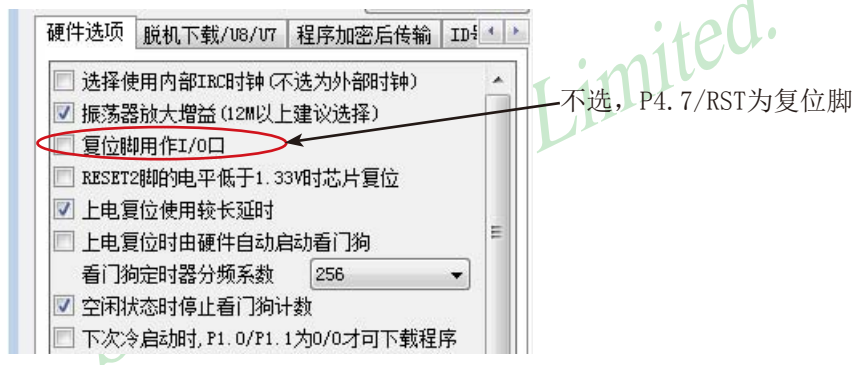 硬件选项 脱机下载/U8/U7 程序加密后传输
选择使用内部IRC时钟(不选为外部时钟)
振荡器放大增益(12M以上建议选择)
复位脚用作I/O口
RESET2脚的电平低于1.33V时芯片复位
上电复位使用较长延时
上电复位时由硬件自动启动看门狗
看门狗定时器分频系数 256
空闲状态时停止看门狗计数
下次冷启动时,P1.0/P1.1为0/0才可下载程序
不选，P4.7/RST为复位脚
Limited.